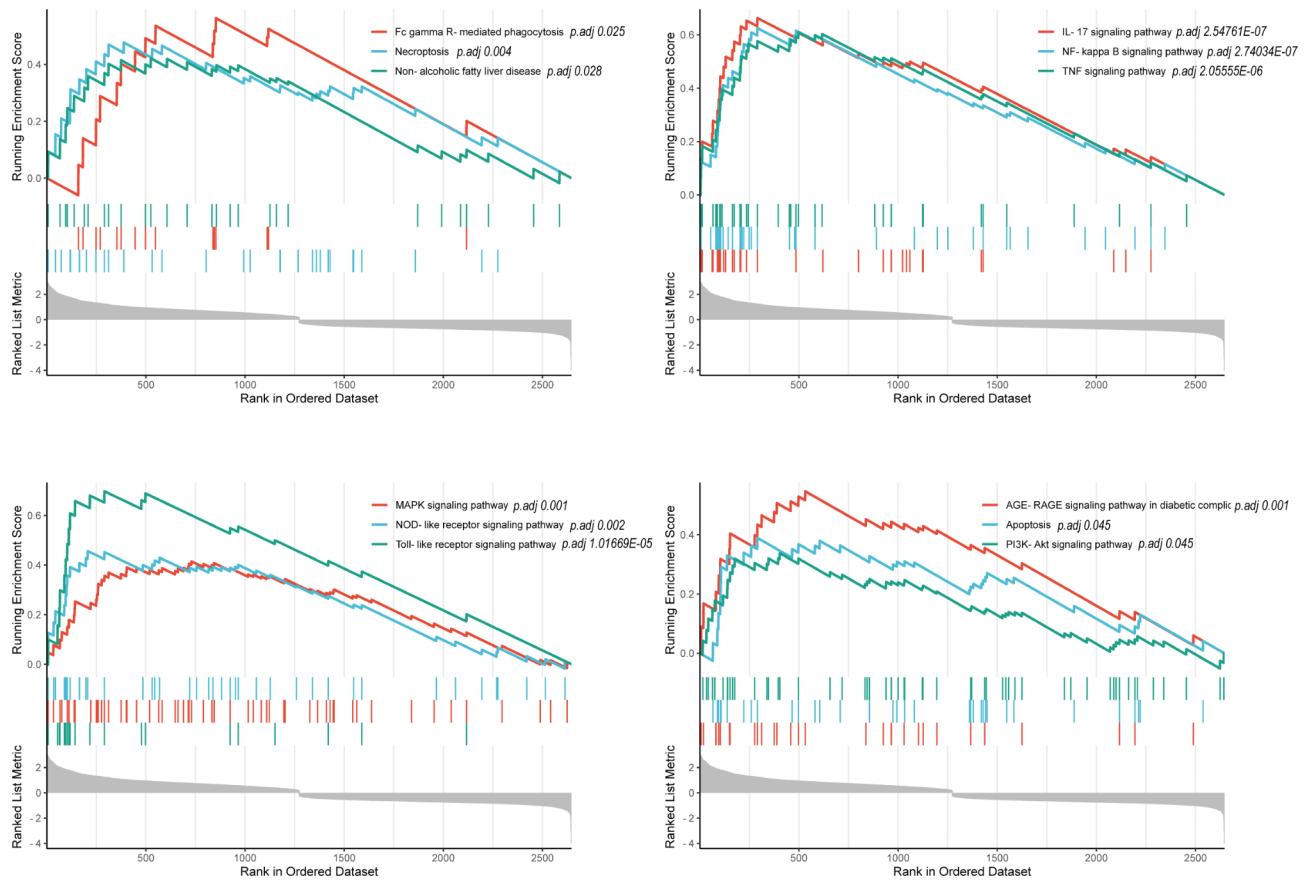 Running Enrichment Score
0.4
0.2
0.0
Fc gamma R- mediated phagocytosis p.adj 0.025
Necroptosis p.adj 0.004
Non- alcoholic fatty liver disease p.adj 0.028
Ranked List Metric
2
0
- 2
- 4
500
1000
1500
2000
2500
Rank in Ordered Dataset
Running Enrichment Score
0.6
0.4
0.2
0.0
IL- 17 signaling pathway p.adj 2.54761E-07
NF- kappa B signaling pathway p.adj 2.74034E-07
TNF signaling pathway p.adj 2.05555E-06
Ranked List Metric
2
0
- 2
- 4
500
1000
1500
2000
2500
Rank in Ordered Dataset
Running Enrichment Score
0.6
0.4
0.2
0.0
MAPK signaling pathway p.adj 0.001
NOD- like receptor signaling pathway p.adj 0.002
Toll- like receptor signaling pathway p.adj 1.01669E-05
Ranked List Metric
2
0
- 2
- 4
500
1000
1500
2000
2500
Rank in Ordered Dataset
Running Enrichment Score
0.4
0.2
0.0
AGE- RAGE signaling pathway in diabetic complic p.adj 0.001
Apoptosis p.adj 0.045
PI3K- Akt signaling pathway p.adj 0.045
Ranked List Metric
2
0
- 2
- 4
500
1000
1500
2000
2500
Rank in Ordered Dataset